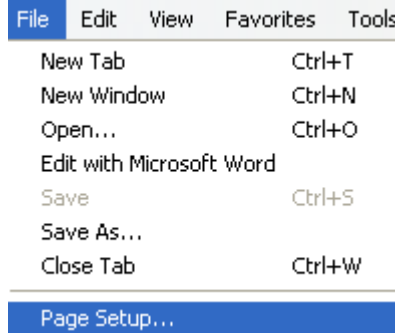 File Edit View Favorites Tools
New Tab Ctrl+T
New Window Ctrl+N
Open... Ctrl+O
Edit with Microsoft Word
Save Ctrl+S
Save As...
Close Tab Ctrl+W
Page Setup...